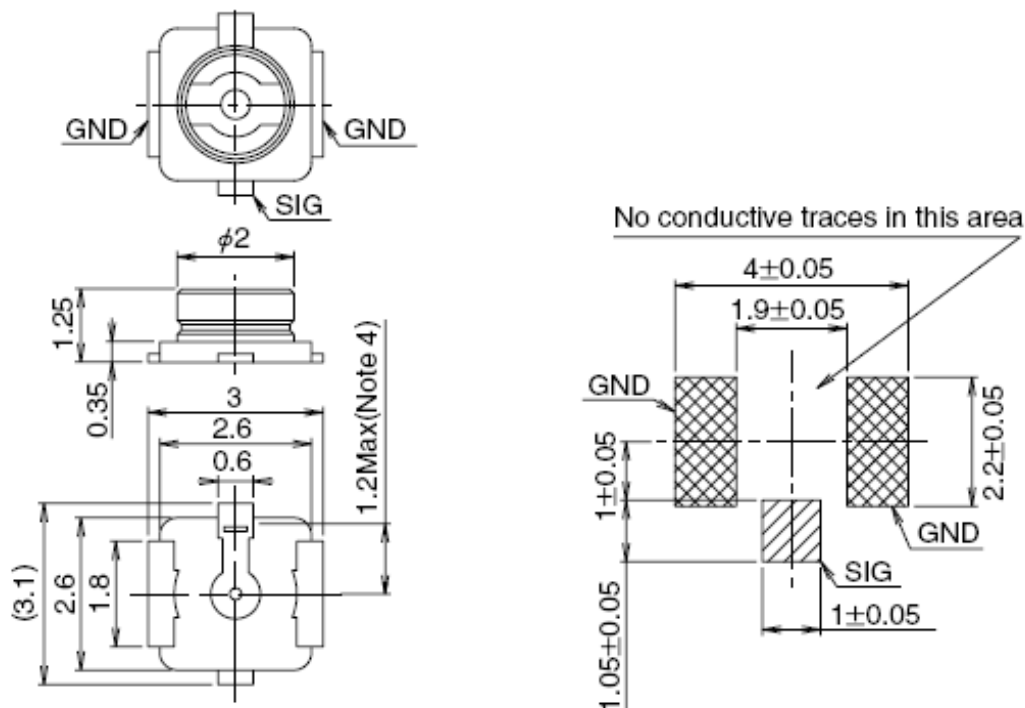 GND
GND
SIG
ϕ2
1.25
0.35
3
2.6
0.6
1.2Max(Note 4)
(3.1)
2.6
1.8
No conductive traces in this area
4±0.05
1.9±0.05
GND
2.2±0.05
1±0.05
GND
SIG
1±0.05
1.05±0.05